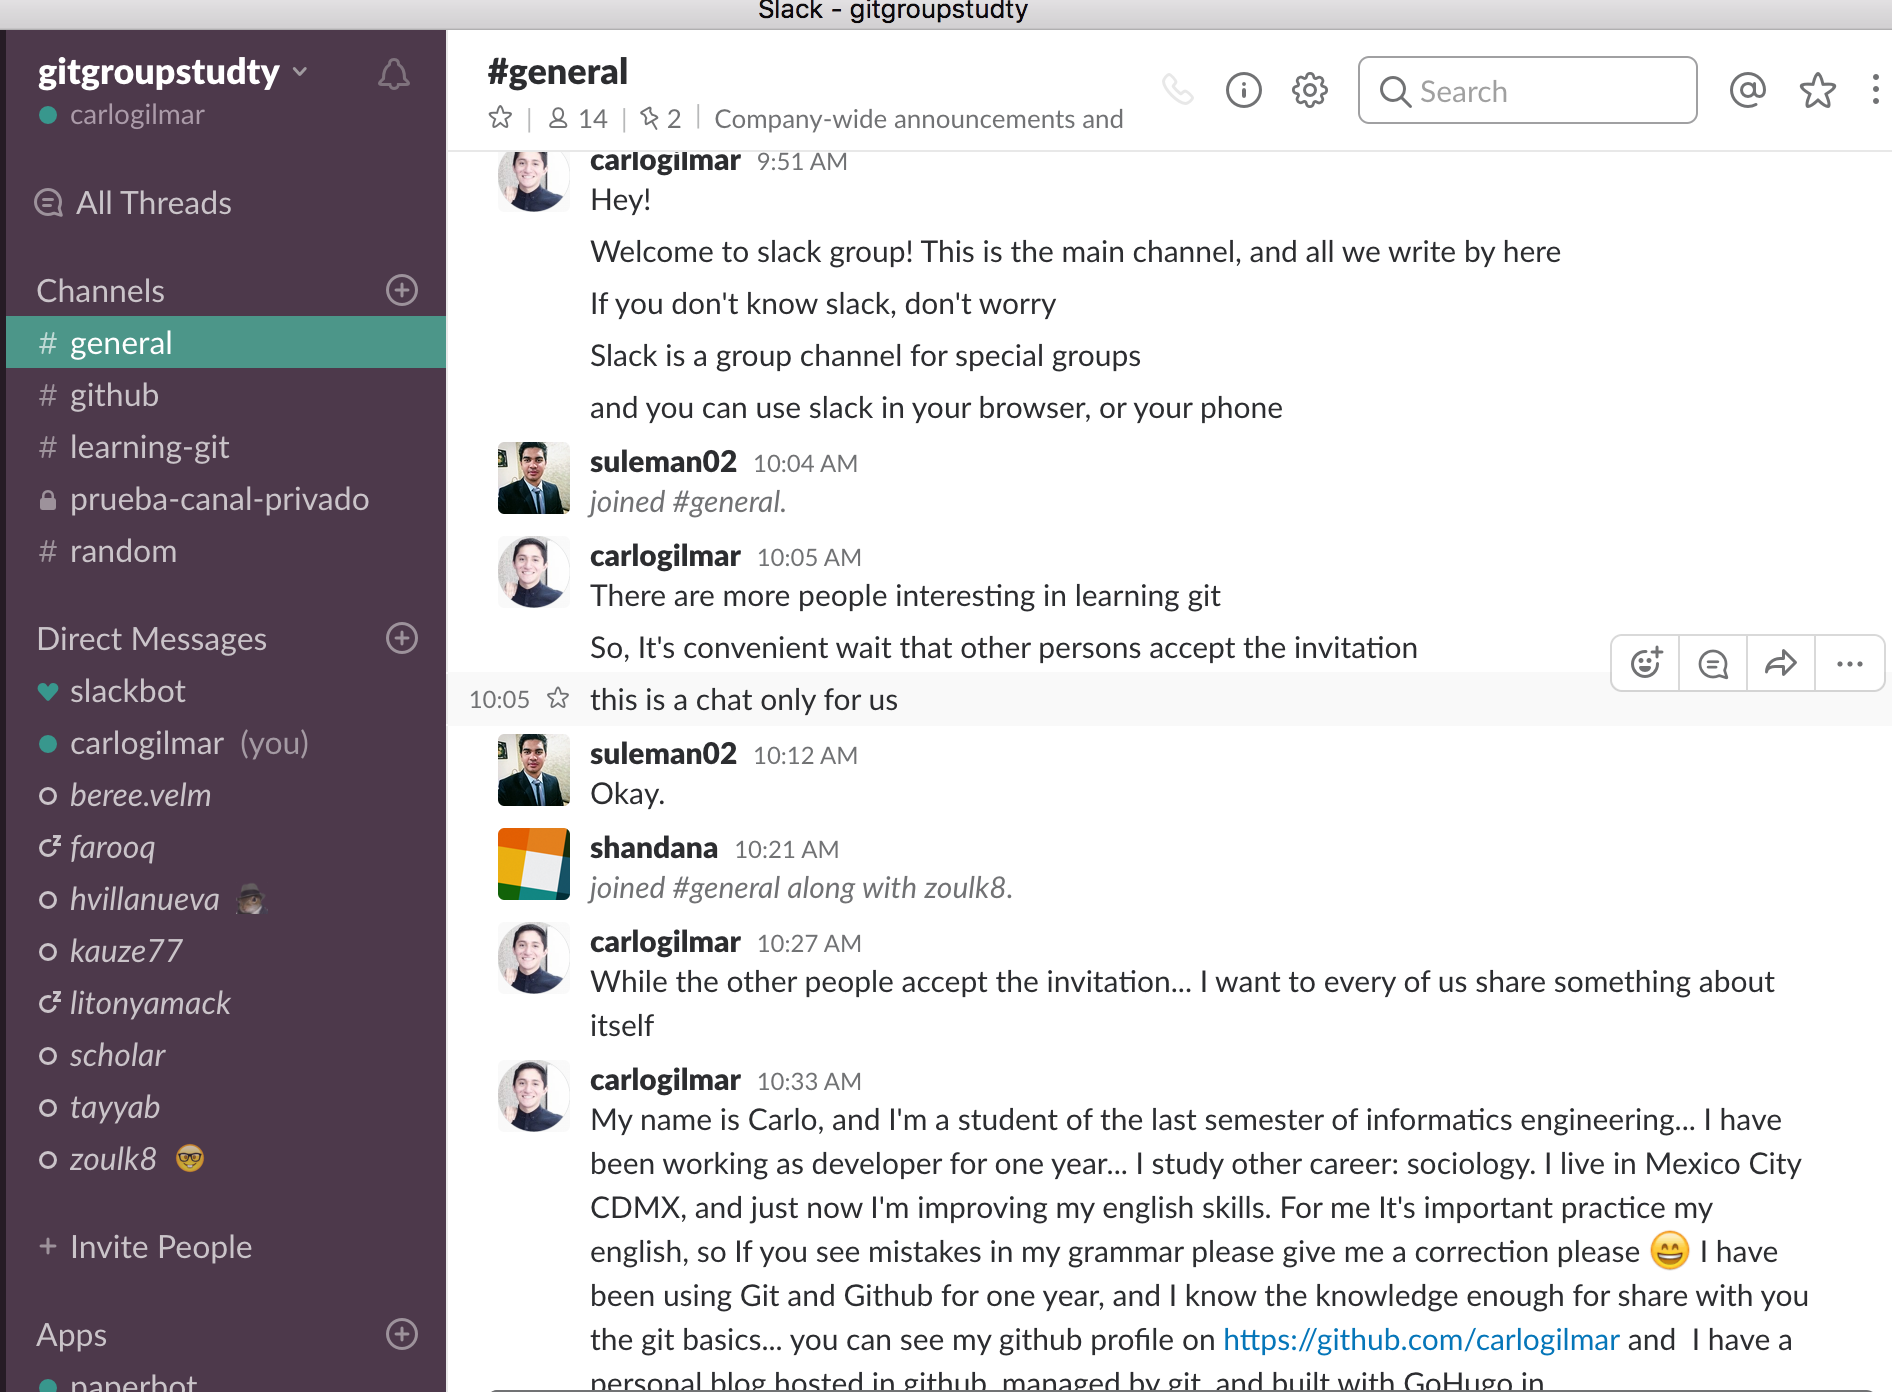 Slack - gitgroupstudty
gitgroupstudty
carlogilmar
All Threads
Channels
# general
# github
# learning-git
prueba-canal-privado
# random
Direct Messages
slackbot
carlogilmar (you)
beree.velm
farooq
hvillanueva
kauze77
litonyamack
scholar
tayyab
zoulk8
+ Invite People
Apps
paperbot
#general
14 | 2 | Company-wide announcements and
Search
carlogilmar 9:51 AM
Hey!
Welcome to slack group! This is the main channel, and all we write by here
If you don't know slack, don't worry
Slack is a group channel for special groups
and you can use slack in your browser, or your phone
suleman02 10:04 AM
joined #general.
carlogilmar 10:05 AM
There are more people interesting in learning git
So, It's convenient wait that other persons accept the invitation
10:05 this is a chat only for us
suleman02 10:12 AM
Okay.
shandana 10:21 AM
joined #general along with zoulk8.
carlogilmar 10:27 AM
While the other people accept the invitation... I want to every of us share something about
itself
carlogilmar 10:33 AM
My name is Carlo, and I'm a student of the last semester of informatics engineering... I have
been working as developer for one year... I study other career: sociology. I live in Mexico City
CDMX, and just now I'm improving my english skills. For me It's important practice my
english, so If you see mistakes in my grammar please give me a correction please 😄 I have
been using Git and Github for one year, and I know the knowledge enough for share with you
the git basics... you can see my github profile on https://github.com/carlogilmar and I have a
personal blog hosted in github, managed by git, and built with GoHugo in